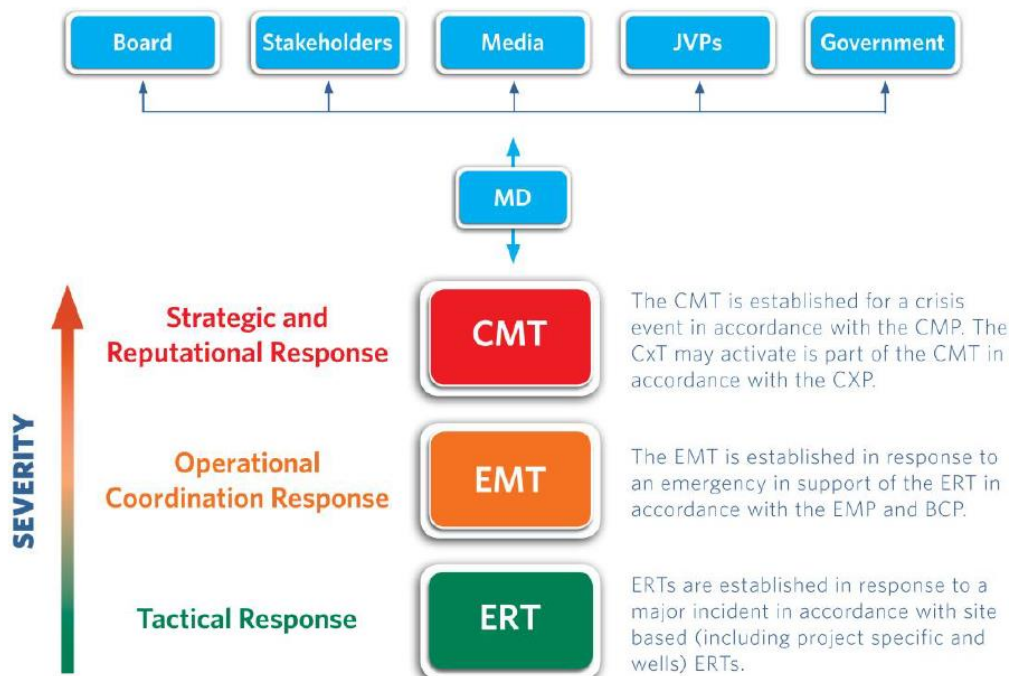 Board
Stakeholders
Media
JVPs
Government
MD
SEVERITY
Strategic and
Reputational Response
CMT
The CMT is established for a crisis
event in accordance with the CMP. The
CxT may activate is part of the CMT in
accordance with the CXP.
Operational
Coordination Response
EMT
The EMT is established in response to
an emergency in support of the ERT in
accordance with the EMP and BCP.
Tactical Response
ERT
ERTs are established in response to a
major incident in accordance with site
based (including project specific and
wells) ERTs.